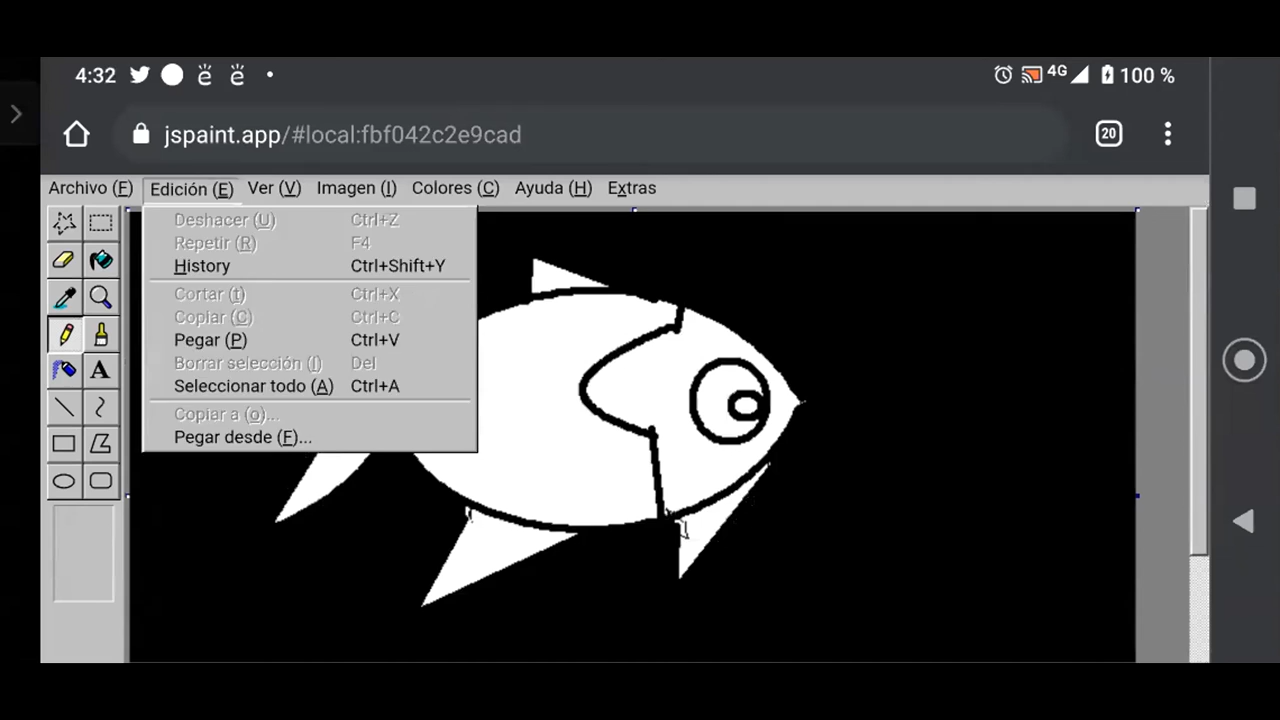 4:32 ë ë 4G 100 %
jspaint.app/#local:fbf042c2e9cad 20
Archivo (F) Edición (E) Ver (V) Imagen (I) Colores (C) Ayuda (H) Extras
Deshacer (U) Ctrl+Z
Repetir (R) F4
History Ctrl+Shift+Y
Cortar (t) Ctrl+X
Copiar (C) Ctrl+C
Pegar (P) Ctrl+V
Borrar selección (l) Del
Seleccionar todo (A) Ctrl+A
Copiar a (o)...
Pegar desde (F)...
A